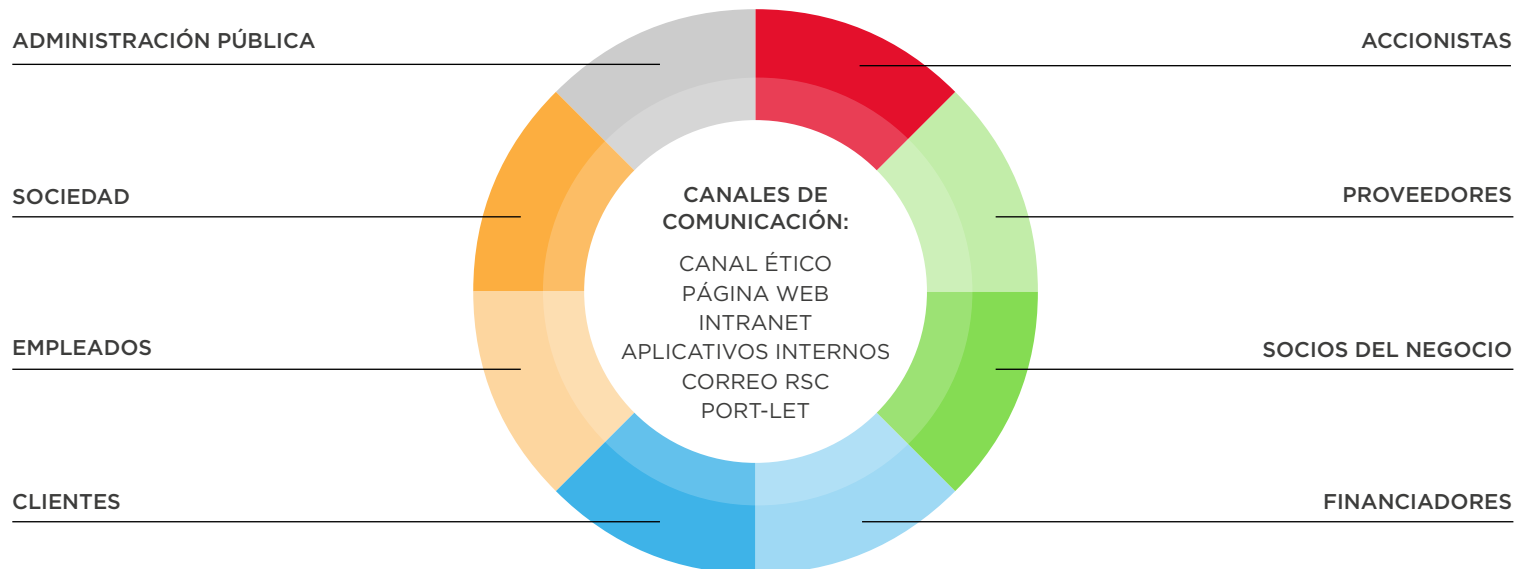 ADMINISTRACIÓN PÚBLICA
ACCIONISTAS
SOCIEDAD
PROVEEDORES
EMPLEADOS
SOCIOS DEL NEGOCIO
CLIENTES
FINANCIADORES
CANALES DE
COMUNICACIÓN:
CANAL ÉTICO
PÁGINA WEB
INTRANET
APLICATIVOS INTERNOS
CORREO RSC
PORT-LET